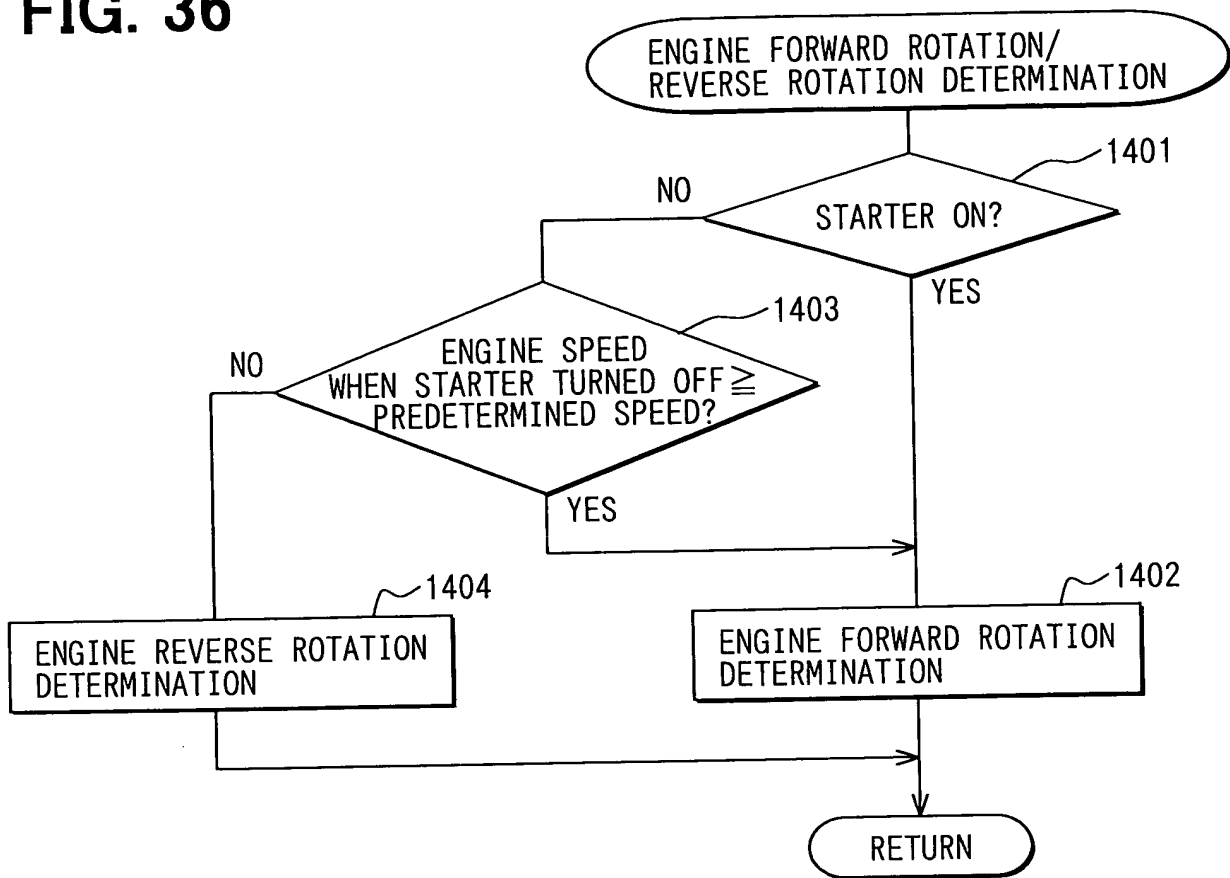 FIG. 36
ENGINE FORWARD ROTATION/
REVERSE ROTATION DETERMINATION
1401
NO
STARTER ON?
YES
1403
NO
ENGINE SPEED
WHEN STARTER TURNED OFF ≧
PREDETERMINED SPEED?
YES
1404
1402
ENGINE REVERSE ROTATION
DETERMINATION
ENGINE FORWARD ROTATION
DETERMINATION
RETURN